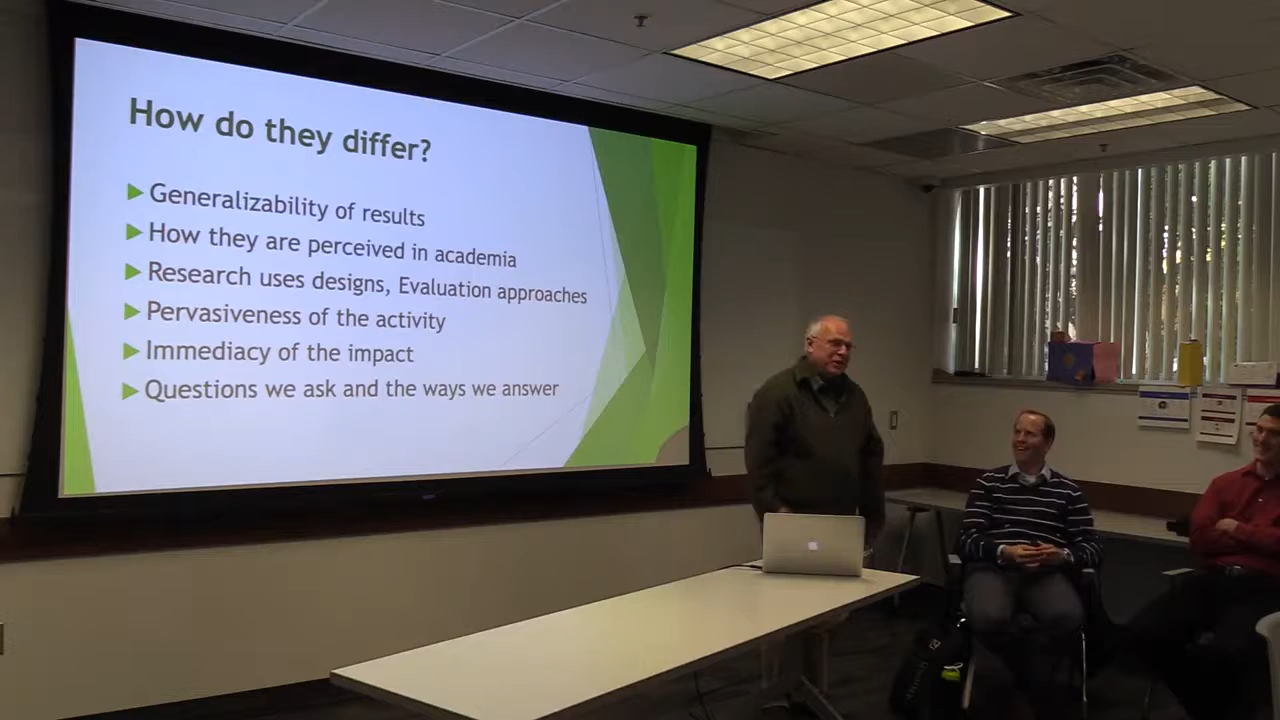 How do they differ?
Generalizability of results
How they are perceived in academia
Research uses designs, Evaluation approaches
Pervasiveness of the activity
Immediacy of the impact
Questions we ask and the ways we answer